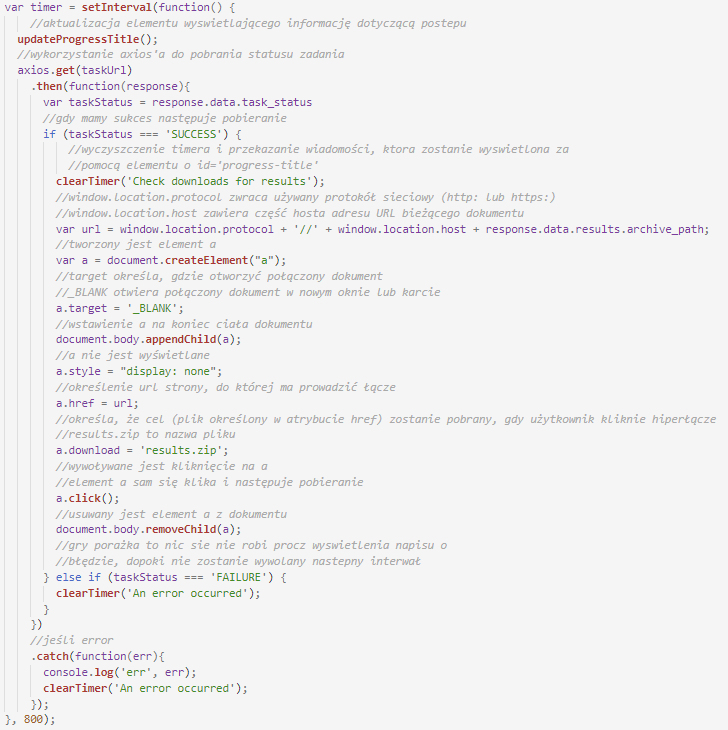 var timer = setInterval(function() {
//aktualizacja elementu wyswietlającego informację dotyczącą postepu
updateProgressTitle();
//wykorzystanie axios'a do pobrania statusu zadania
axios.get(taskUrl)
.then(function(response){
var taskStatus = response.data.task_status
//gdy mamy sukces następuje pobieranie
if (taskStatus === 'SUCCESS') {
//wyczyszczenie timera i przekazanie wiadomości, ktora zostanie wyswietlona za
//pomocą elementu o id='progress-title'
clearTimer('Check downloads for results');
//window.location.protocol zwraca używany protokół sieciowy (http: lub https:)
//window.location.host zawiera część hosta adresu URL bieżącego dokumentu
var url = window.location.protocol + '//' + window.location.host + response.data.results.archive_path;
//tworzony jest element a
var a = document.createElement("a");
//target określa, gdzie otworzyć połączony dokument
//_BLANK otwiera połączony dokument w nowym oknie lub karcie
a.target = '_BLANK';
//wstawienie a na koniec ciała dokumentu
document.body.appendChild(a);
//a nie jest wyświetlane
a.style = "display: none";
//określenie url strony, do której ma prowadzić łącze
a.href = url;
//określa, że cel (plik określony w atrybucie href) zostanie pobrany, gdy użytkownik kliknie hiperłącze
//results.zip to nazwa pliku
a.download = 'results.zip';
//wywoływane jest kliknięcie na a
//element a sam się klika i następuje pobieranie
a.click();
//usuwany jest element a z dokumentu
document.body.removeChild(a);
//gry porażka to nic sie nie robi procz wyswietlenia napisu o
//błędzie, dopoki nie zostanie wywolany nastepny interwał
} else if (taskStatus === 'FAILURE') {
clearTimer('An error occurred');
}
})
//jeśli error
.catch(function(err){
console.log('err', err);
clearTimer('An error occurred');
});
}, 800);